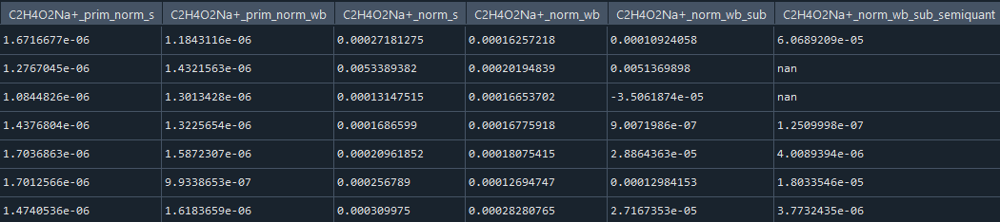 C2H4O2Na+_prim_norm_s C2H4O2Na+_prim_norm_wb C2H4O2Na+_norm_s C2H4O2Na+_norm_wb C2H4O2Na+_norm_wb_sub C2H4O2Na+_norm_wb_sub_semiquant
1.6716677e-06 1.1843116e-06 0.00027181275 0.00016257218 0.00010924058 6.0689209e-05
1.2767045e-06 1.4321563e-06 0.0053389382 0.00020194839 0.0051369898 nan
1.0844826e-06 1.3013428e-06 0.00013147515 0.00016653702 -3.5061874e-05 nan
1.4376804e-06 1.3225654e-06 0.0001686599 0.00016775918 9.0071986e-07 1.2509998e-07
1.7036863e-06 1.5872307e-06 0.00020961852 0.00018075415 2.8864363e-05 4.0089394e-06
1.7012566e-06 9.9338653e-07 0.000256789 0.00012694747 0.00012984153 1.8033546e-05
1.4740536e-06 1.6183659e-06 0.000309975 0.00028280765 2.7167353e-05 3.7732435e-06